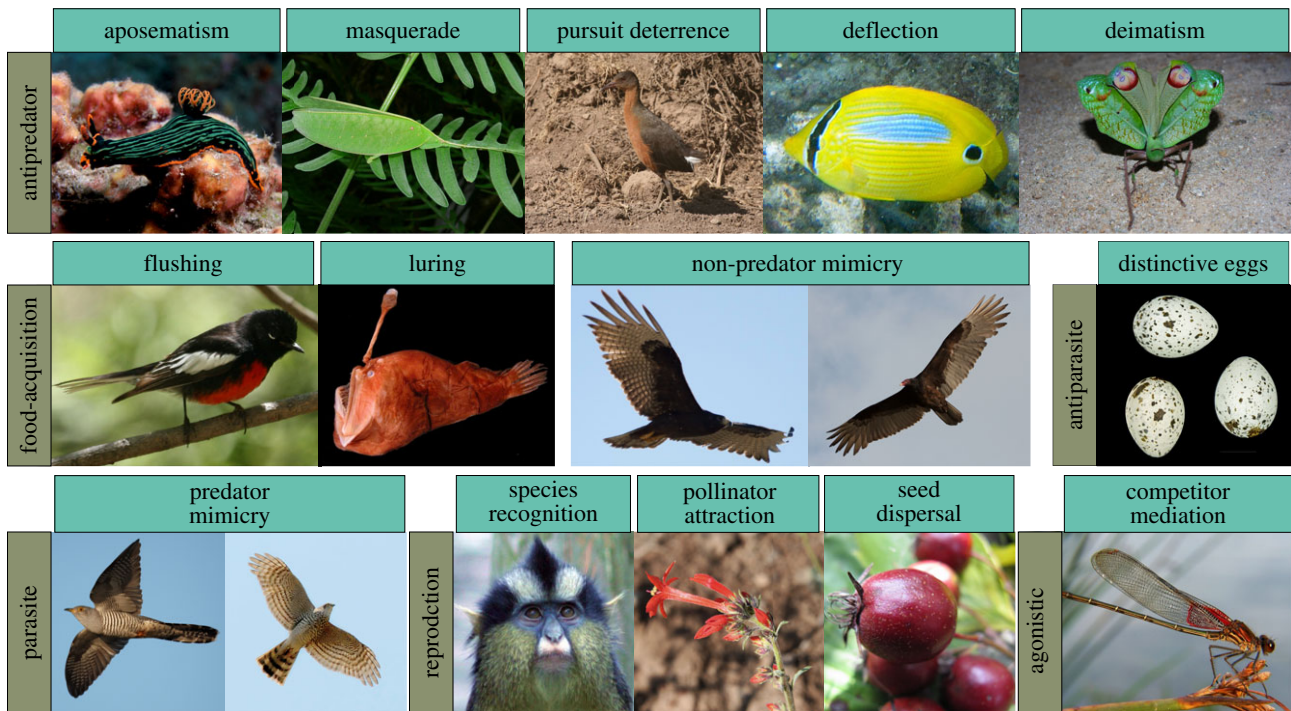 aposematism
masquerade
pursuit deterrence
deflection
deimatism
antipredator
flushing
luring
non-predator mimicry
distinctive eggs
food-acquisition
antiparasite
predator
mimicry
species
recognition
pollinator
attraction
seed
dispersal
competitor
mediation
parasite
reproduction
agonistic